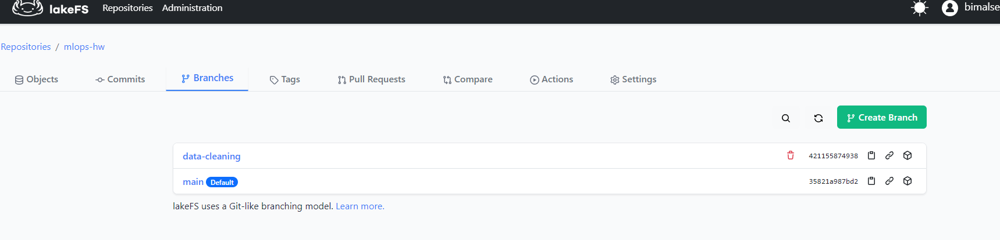 lakeFS Repositories Administration bimalse
Repositories / mlops-hw
Objects Commits Branches Tags Pull Requests Compare Actions Settings
Create Branch
data-cleaning 421155874938
main Default 35821a987bd2
lakeFS uses a Git-like branching model. Learn more.